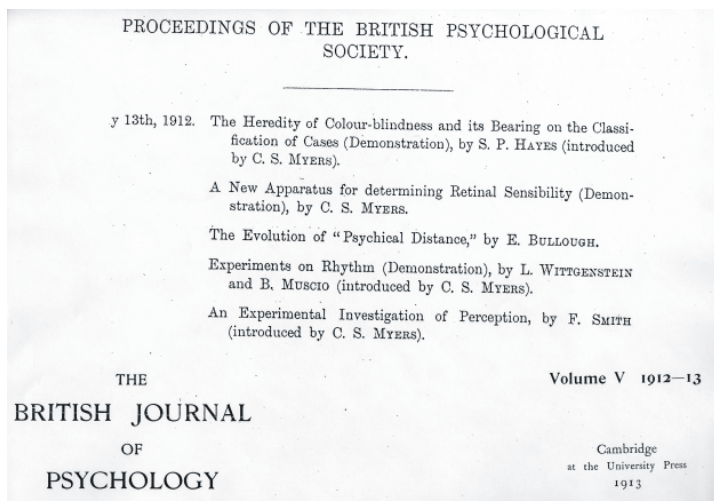 PROCEEDINGS OF THE BRITISH PSYCHOLOGICAL
SOCIETY.
y 13th, 1912. The Heredity of Colour-blindness and its Bearing on the Classi-
fication of Cases (Demonstration), by S. P. HAYES (introduced
by C. S. MYERS).
A New Apparatus for determining Retinal Sensibility (Demon-
stration), by C. S. MYERS.
The Evolution of "Psychical Distance," by E. BULLOUGH.
Experiments on Rhythm (Demonstration), by L. WITTGENSTEIN
and B. MUSCIO (introduced by C. S. MYERS).
An Experimental Investigation of Perception, by F. SMITH
(introduced by C. S. MYERS).
THE
BRITISH JOURNAL
OF
PSYCHOLOGY
Volume V 1912—13
Cambridge
at the University Press
1913